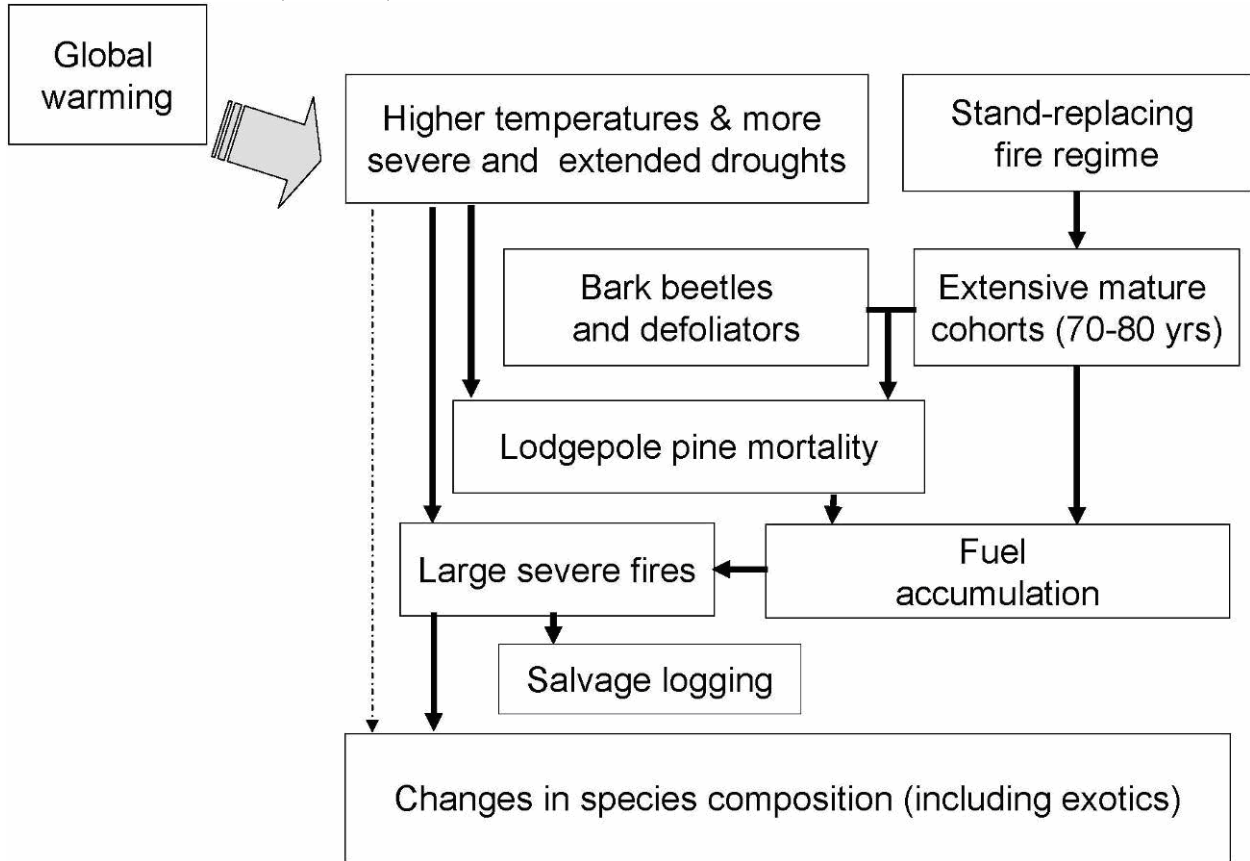 Global
warming
Higher temperatures & more
severe and extended droughts
Stand-replacing
fire regime
Bark beetles
and defoliators
Extensive mature
cohorts (70-80 yrs)
Lodgepole pine mortality
Large severe fires
Fuel
accumulation
Salvage logging
Changes in species composition (including exotics)